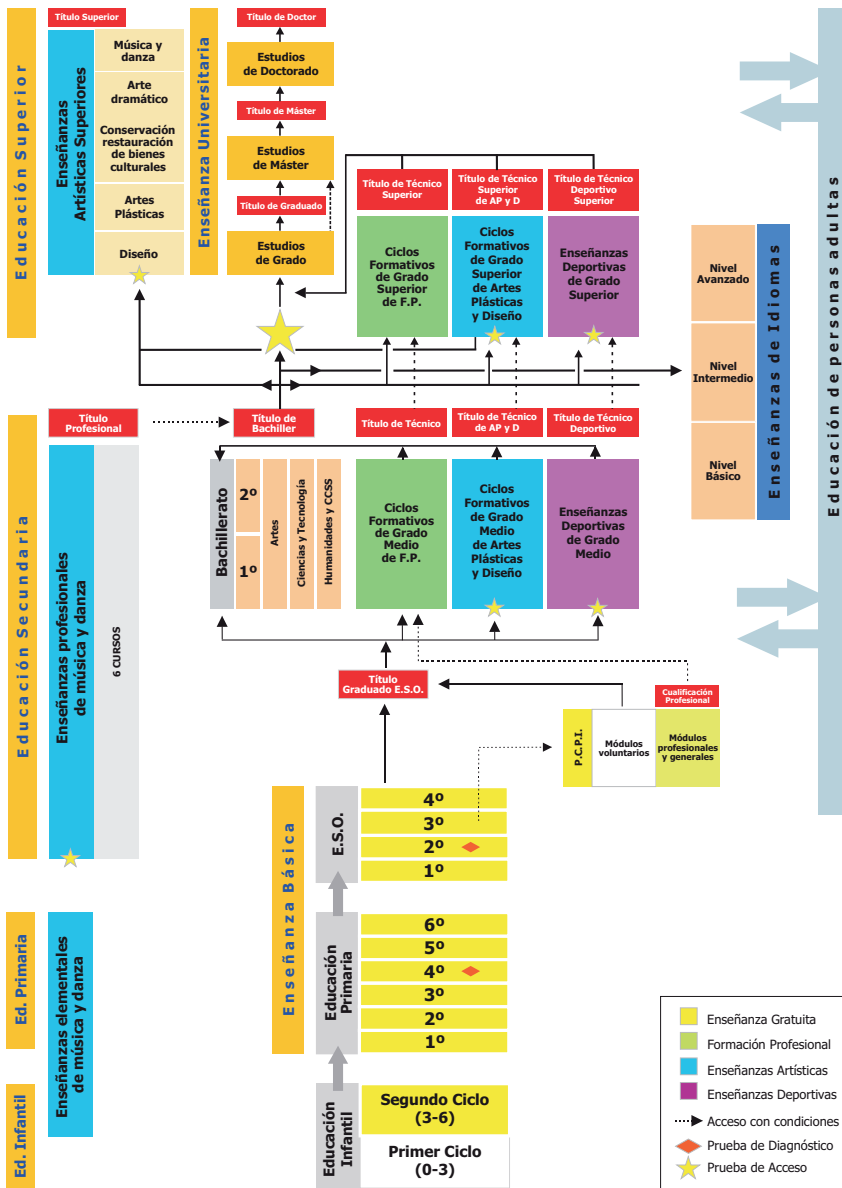 Educación Superior
Título Superior
Enseñanzas
Artísticas Superiores
Música y
danza
Arte
dramático
Conservación
restauración
de bienes
culturales
Artes
Plásticas
Diseño
Enseñanza Universitaria
Título de Doctor
Estudios
de Doctorado
Título de Máster
Estudios
de Máster
Título de Graduado
Estudios
de Grado
Título de Técnico
Superior
Título de Técnico
Superior
de AP y D
Título de Técnico
Deportivo
Superior
Ciclos
Formativos
de Grado
Superior
de F.P.
Ciclos
Formativos
de Grado
Superior
de Artes
Plásticas
y Diseño
Enseñanzas
Deportivas
de Grado
Superior
Nivel
Avanzado
Nivel
Intermedio
Nivel
Básico
Enseñanzas de Idiomas
Educación de personas adultas
Educación Secundaria
Título
Profesional
Título de
Bachiller
Título de Técnico
Título de Técnico
de AP y D
Título de Técnico
Deportivo
Enseñanzas profesionales
de música y danza
6 CURSOS
Bachillerato
2º
1º
Artes
Ciencias y Tecnología
Humanidades y CCSS
Ciclos
Formativos
de Grado
Medio
de F.P.
Ciclos
Formativos
de Grado
Medio
de Artes
Plásticas
y Diseño
Enseñanzas
Deportivas
de Grado
Medio
Título
Graduado E.S.O.
Cualificación
Profesional
P.C.P.I.
Módulos
voluntarios
Módulos
profesionales
y generales
Enseñanza Básica
E.S.O.
4º
3º
2º
1º
Ed. Primaria
Enseñanzas elementales
de música y danza
Educación
Primaria
6º
5º
4º
3º
2º
1º
Ed. Infantil
Educación
Infantil
Segundo Ciclo
(3-6)
Primer Ciclo
(0-3)
Enseñanza Gratuita
Formación Profesional
Enseñanzas Artísticas
Enseñanzas Deportivas
Acceso con condiciones
Prueba de Diagnóstico
Prueba de Acceso